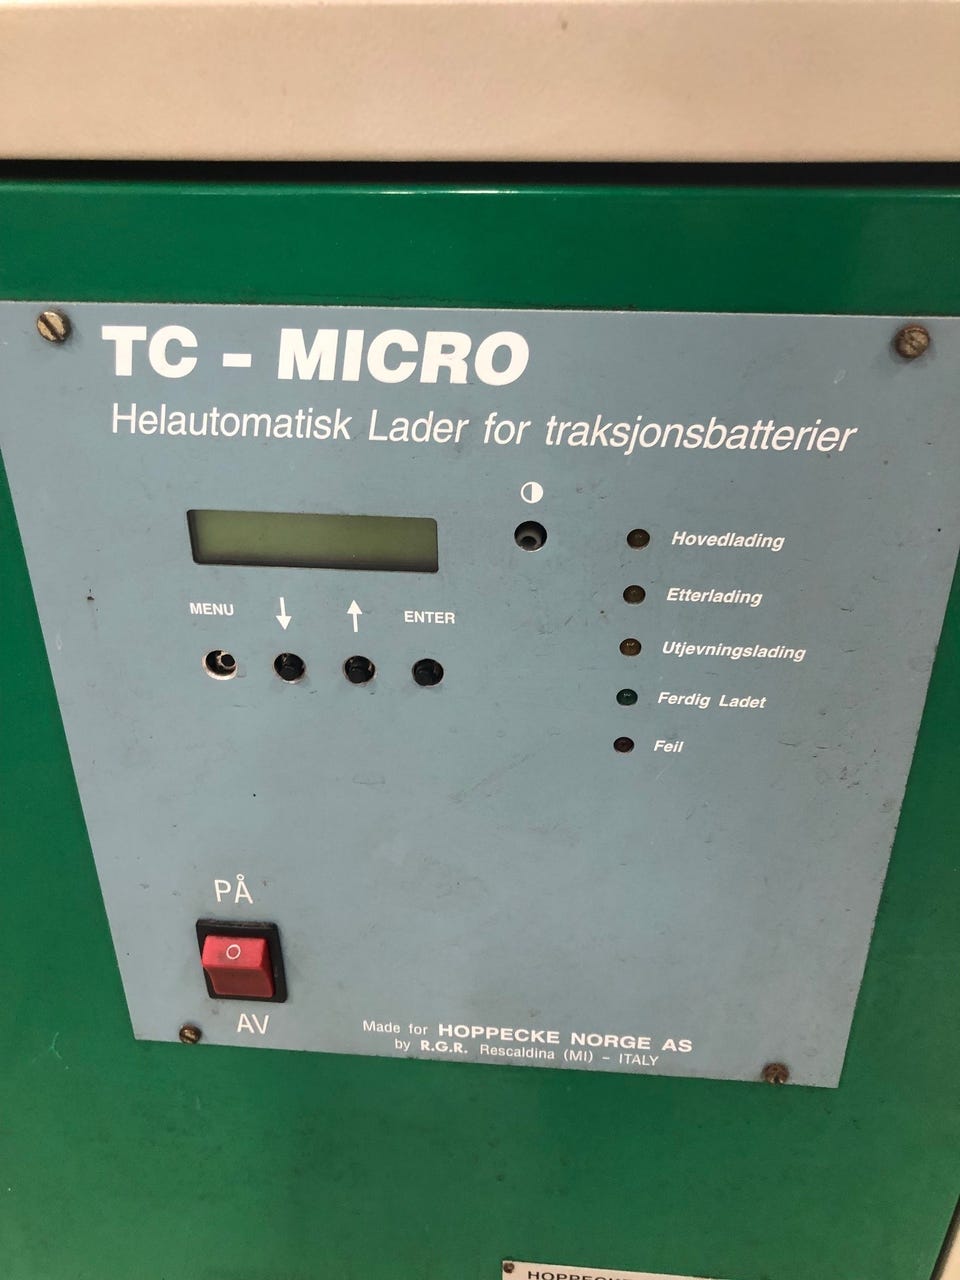 TC - MICRO
Helautomatisk Lader for traksjonsbatterier
Hovedlading
Etterlading
MENU ↓ ↑ ENTER
Utjevningslading
Ferdig Ladet
Feil
PÅ
O
AV
Made for HOPPECKE NORGE AS
by R.G.R. Rescaldina (MI) - ITALY